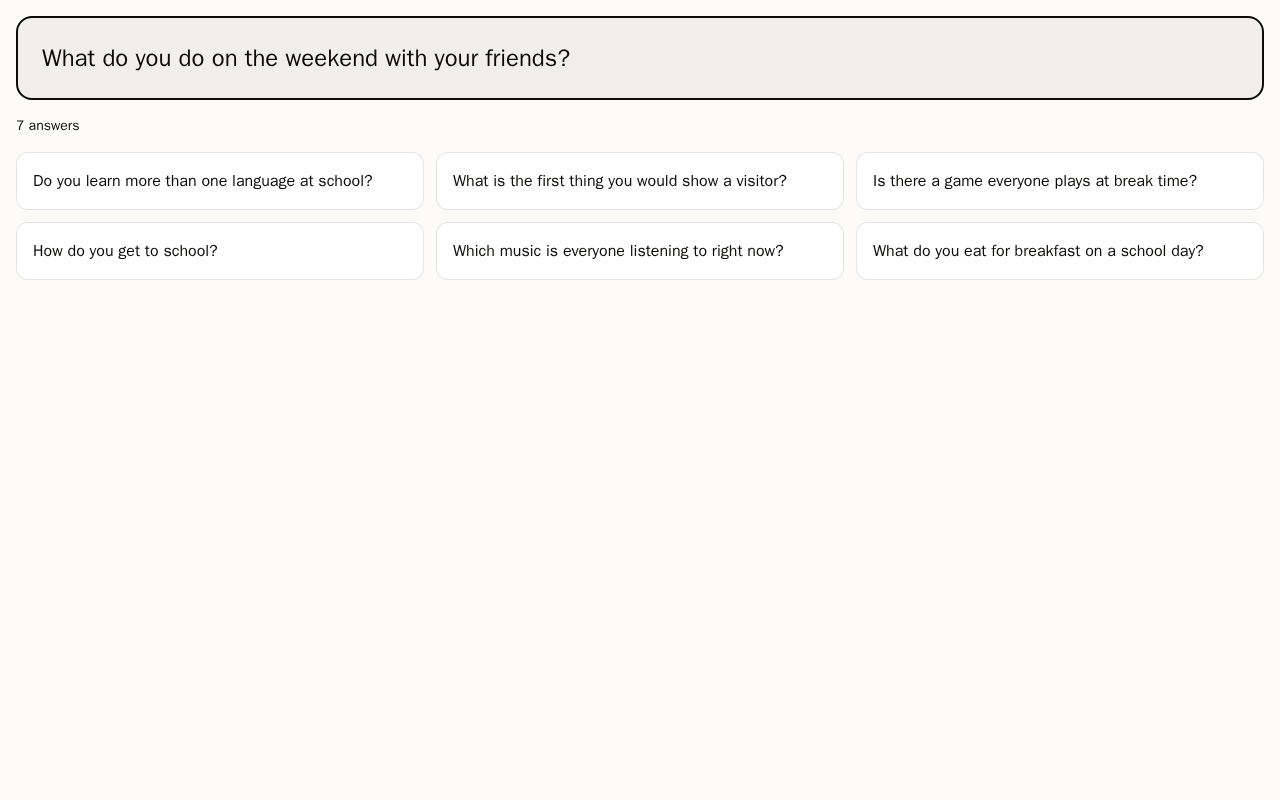 What do you do on the weekend with your friends?
7 answers
Do you learn more than one language at school?
What is the first thing you would show a visitor?
Is there a game everyone plays at break time?
How do you get to school?
Which music is everyone listening to right now?
What do you eat for breakfast on a school day?